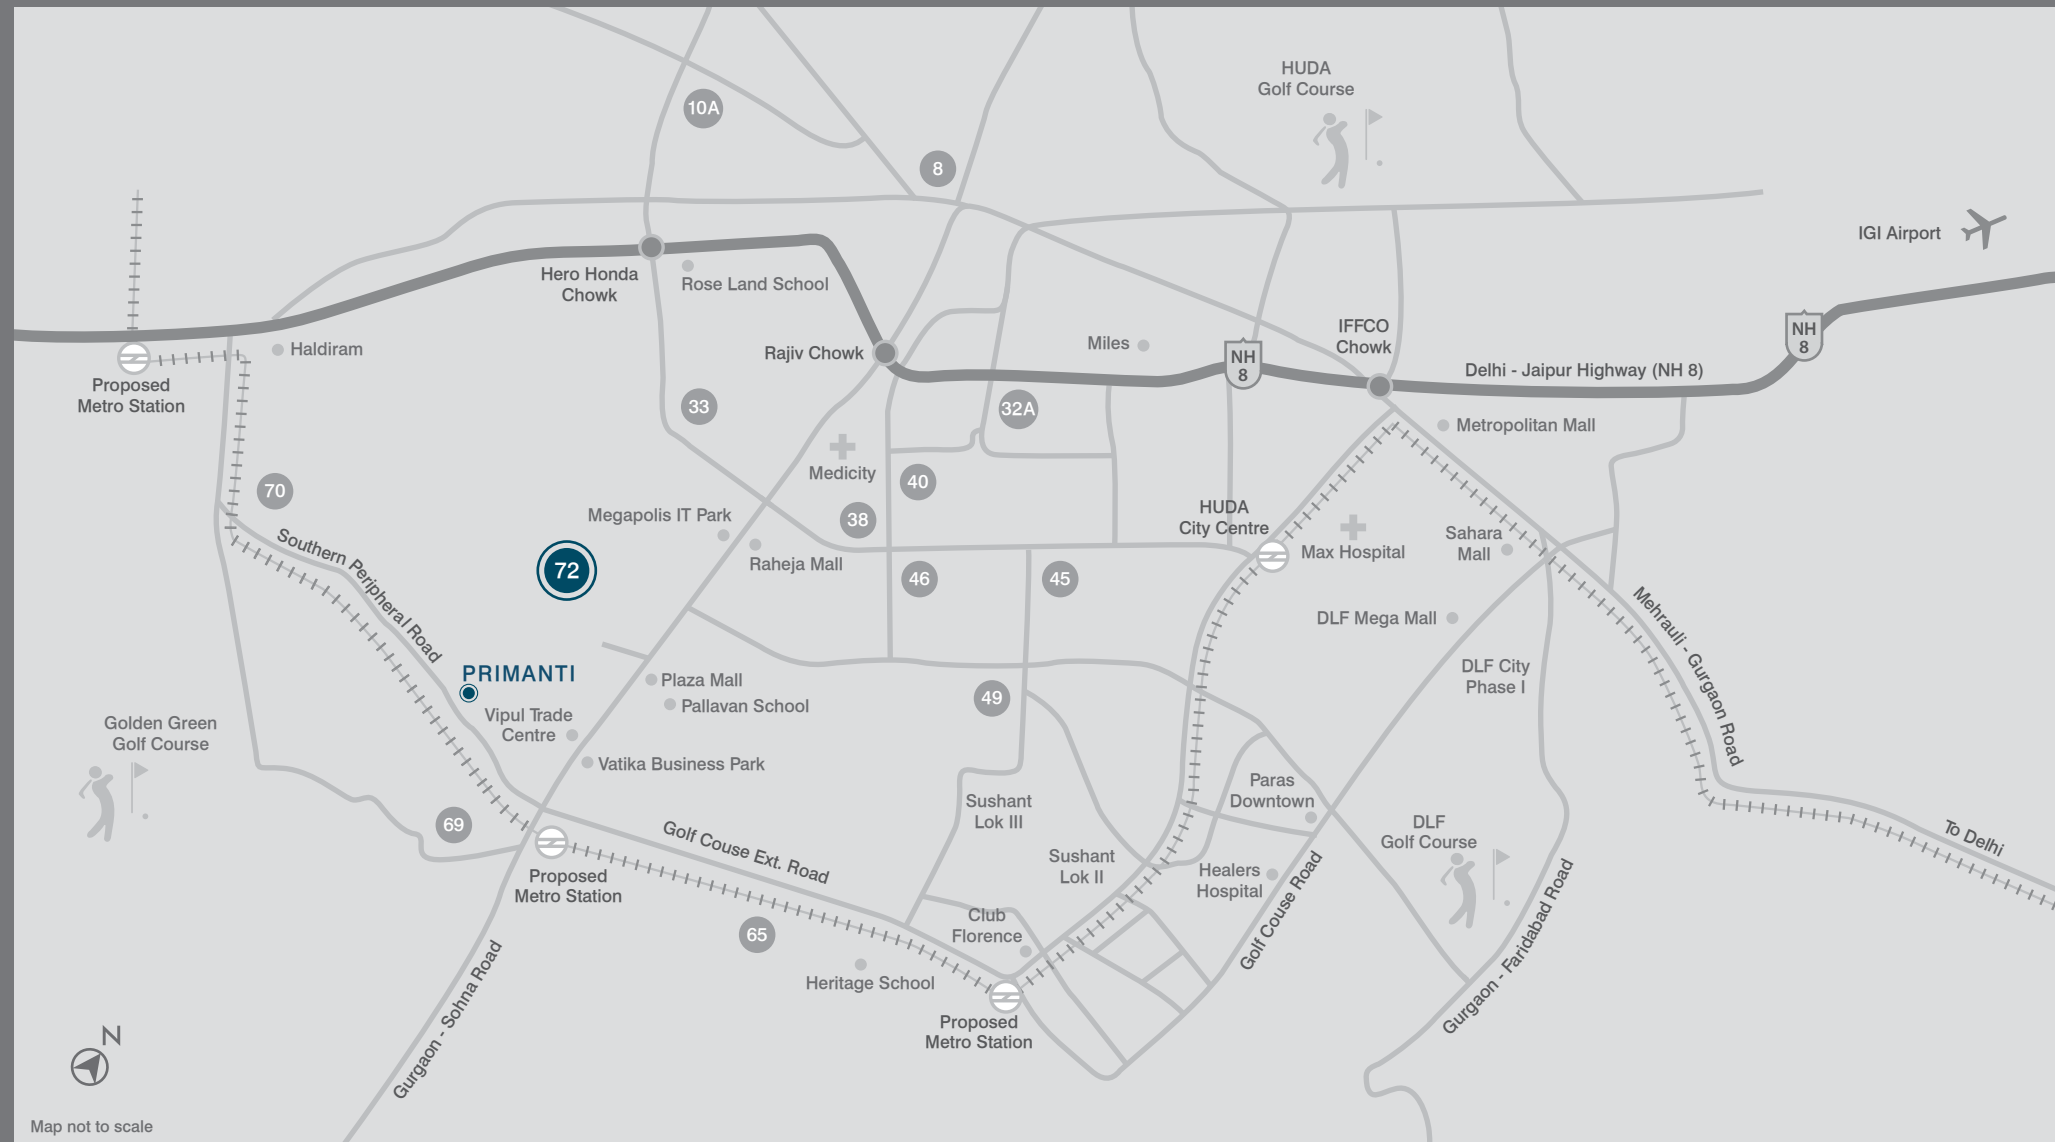 HUDA
Golf Course
10A
8
IGI Airport
Hero Honda
Chowk
Rose Land School
Haldiram
Rajiv Chowk
Miles
NH
8
IFFCO
Chowk
NH
8
Delhi - Jaipur Highway (NH 8)
Proposed
Metro Station
33
32A
Metropolitan Mall
Medicity
40
70
38
Megapolis IT Park
HUDA
City Centre
Max Hospital
Sahara
Mall
Southern Peripheral Road
72
Raheja Mall
46
45
DLF Mega Mall
Mehrauli - Gurgaon Road
PRIMANTI
Plaza Mall
Pallavan School
49
DLF City
Phase I
Golden Green
Golf Course
Vipul Trade
Centre
Vatika Business Park
Sushant
Lok III
Paras
Downtown
69
Golf Couse Ext. Road
DLF
Golf Course
To Delhi
Sushant
Lok II
Healers
Hospital
Proposed
Metro Station
65
Club
Florence
Golf Couse Road
Gurgaon - Faridabad Road
Heritage School
Gurgaon - Sohna Road
Proposed
Metro Station
N
Map not to scale